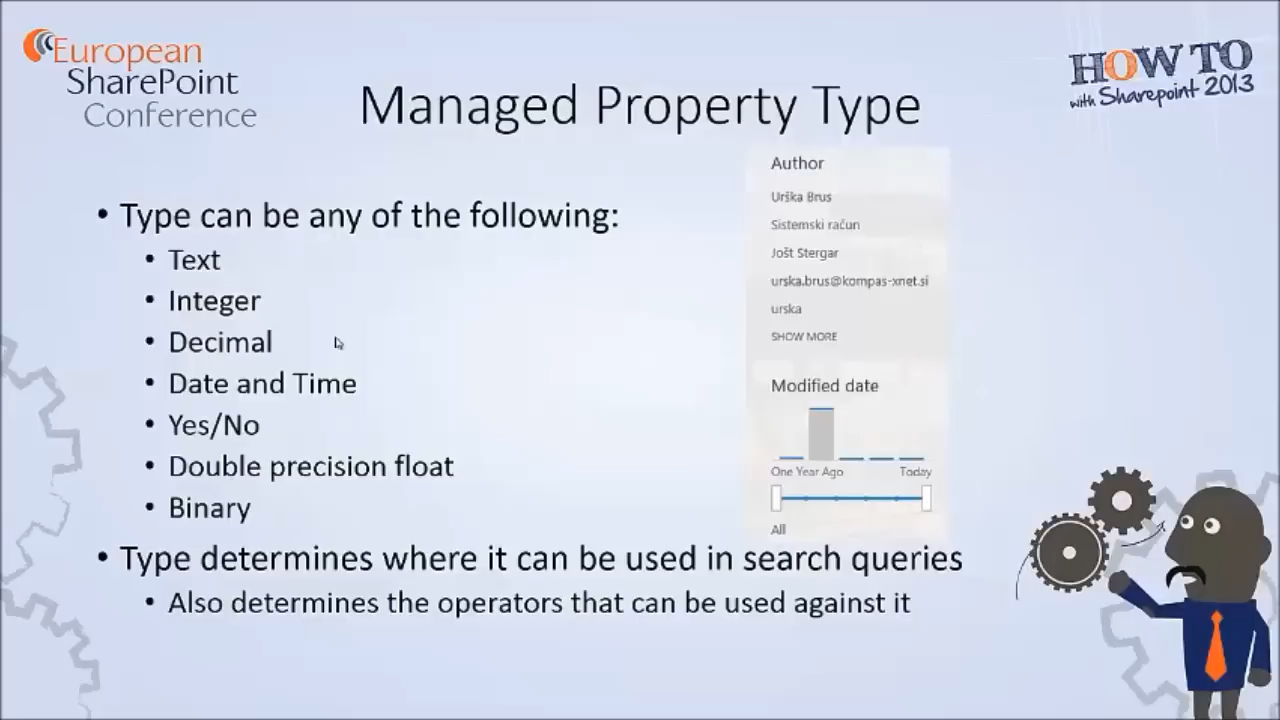 European
SharePoint
Conference
HOW TO
with Sharepoint 2013
Managed Property Type
• Type can be any of the following:
• Text
• Integer
• Decimal
• Date and Time
• Yes/No
• Double precision float
• Binary
• Type determines where it can be used in search queries
• Also determines the operators that can be used against it
Author
Urška Brus
Sistemski račun
Jošt Stergar
urska.brus@kompas-xnet.si
urska
SHOW MORE
Modified date
One Year Ago Today
All